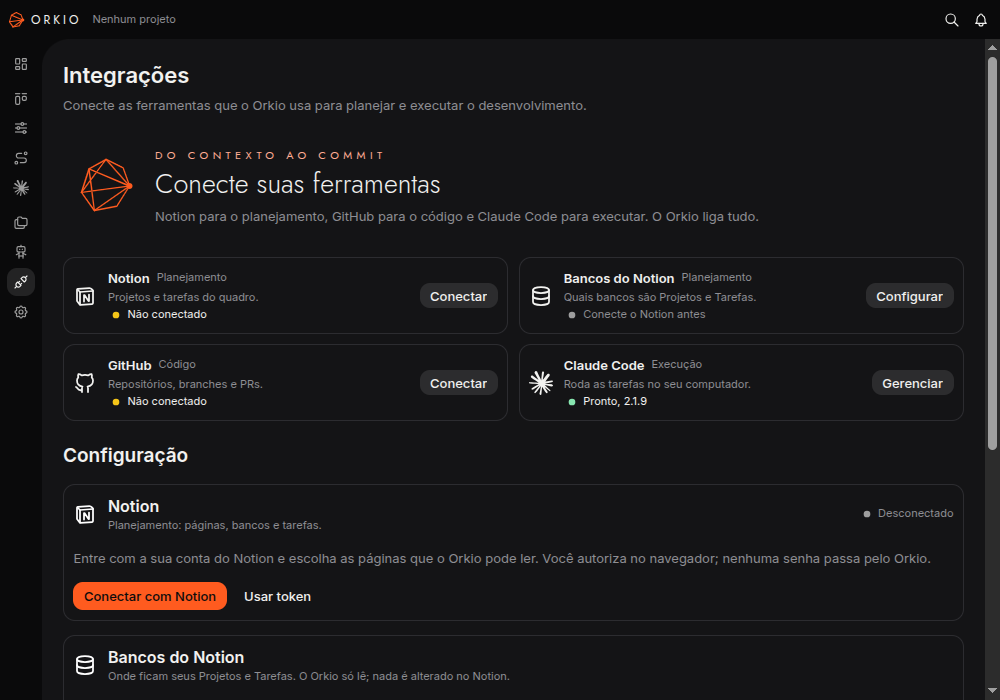 ORKIO Nenhum projeto
Integrações
Conecte as ferramentas que o Orkio usa para planejar e executar o desenvolvimento.
DO CONTEXTO AO COMMIT
Conecte suas ferramentas
Notion para o planejamento, GitHub para o código e Claude Code para executar. O Orkio liga tudo.
Notion Planejamento
Projetos e tarefas do quadro.
Não conectado
Conectar
Bancos do Notion Planejamento
Quais bancos são Projetos e Tarefas.
Conecte o Notion antes
Configurar
GitHub Código
Repositórios, branches e PRs.
Não conectado
Conectar
Claude Code Execução
Roda as tarefas no seu computador.
Pronto, 2.1.9
Gerenciar
Configuração
Notion
Planejamento: páginas, bancos e tarefas.
Desconectado
Entre com a sua conta do Notion e escolha as páginas que o Orkio pode ler. Você autoriza no navegador; nenhuma senha passa pelo Orkio.
Conectar com Notion Usar token
Bancos do Notion
Onde ficam seus Projetos e Tarefas. O Orkio só lê; nada é alterado no Notion.